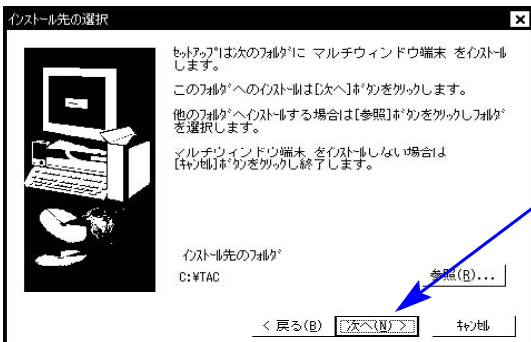 インストール先の選択
ｾｯﾄｱｯﾌﾟは次のﾌｫﾙﾀﾞに マルチウィンドウ端末 をｲﾝｽﾄｰﾙ
します。
このﾌｫﾙﾀﾞへのｲﾝｽﾄｰﾙは[次へ]ﾎﾞﾀﾝをｸﾘｯｸします。
他のﾌｫﾙﾀﾞへｲﾝｽﾄｰﾙする場合は[参照]ﾎﾞﾀﾝをｸﾘｯｸしﾌｫﾙﾀﾞ
を選択します。
マルチウィンドウ端末 をｲﾝｽﾄｰﾙしない場合は
[ｷｬﾝｾﾙ]ﾎﾞﾀﾝをｸﾘｯｸし終了します。
ｲﾝｽﾄｰﾙ先のﾌｫﾙﾀﾞ
C:¥TAC
参照(R)...
< 戻る(B)
次へ(N) >
ｷｬﾝｾﾙ